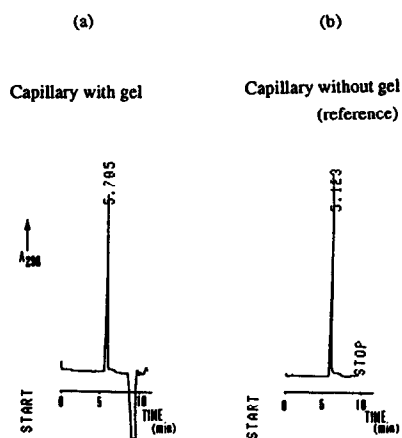 (a)
Capillary with gel
5.705
START
0 5 10
TIME
(min)
(b)
Capillary without gel
(reference)
5.123
STOP
START
0 5 10
TIME
(min)